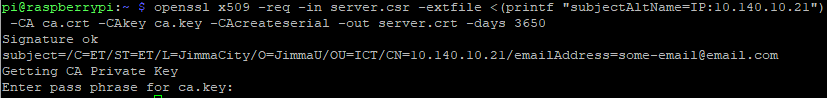 pi@raspberrypi:~ $ openssl x509 -req -in server.csr -extfile <(printf "subjectAltName=IP:10.140.10.21")
-CA ca.crt -CAkey ca.key -CAcreateserial -out server.crt -days 3650
Signature ok
subject=/C=ET/ST=ET/L=JimmaCity/O=JimmaU/OU=ICT/CN=10.140.10.21/emailAddress=some-email@email.com
Getting CA Private Key
Enter pass phrase for ca.key: